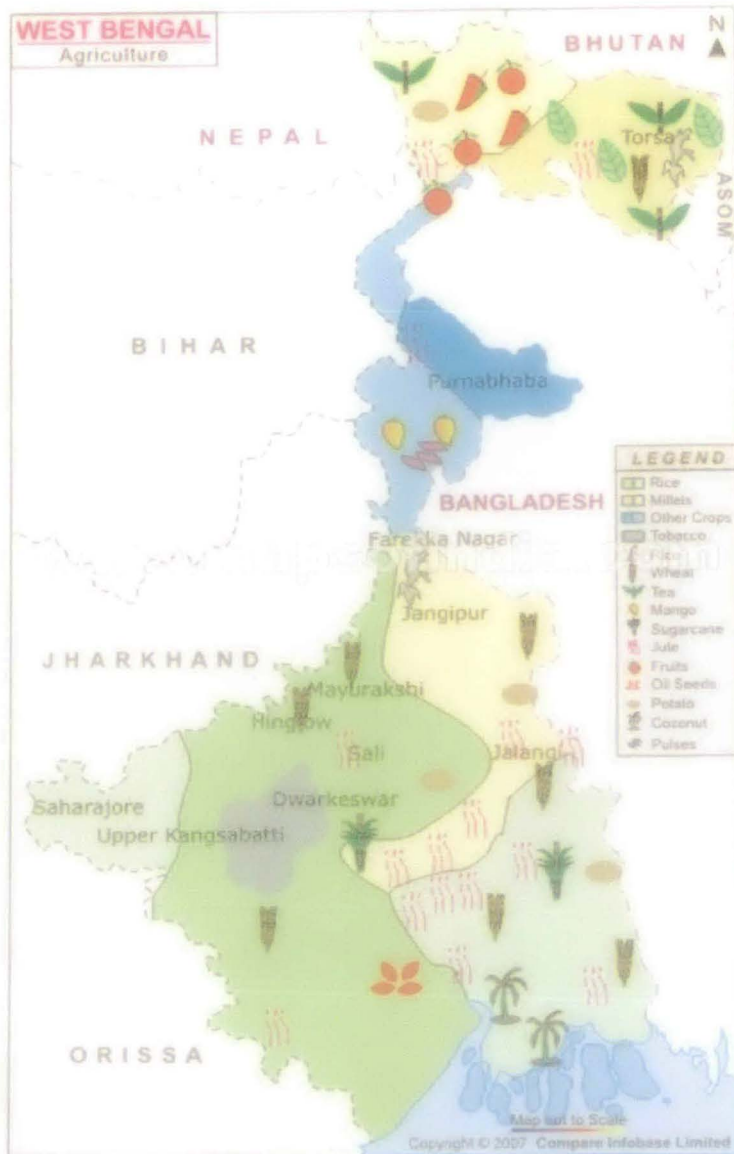 WEST BENGAL
Agriculture
N
BHUTAN
NEPAL
Torsa
ASOM
BIHAR
Purnabhaba
BANGLADESH
Farekka Nagar
Jangipur
JHARKHAND
Mayurakshi
Hinglow
Sali
Jalangi
Dwarkeswar
Saharajore
Upper Kangsabatti
ORISSA
LEGEND
Rice
Millets
Other Crops
Tobacco
Wheat
Tea
Mango
Sugarcane
Jute
Fruits
Oil Seeds
Potato
Coconut
Pulses
Map not to Scale
Copyright © 2007 Compare Infobase Limited